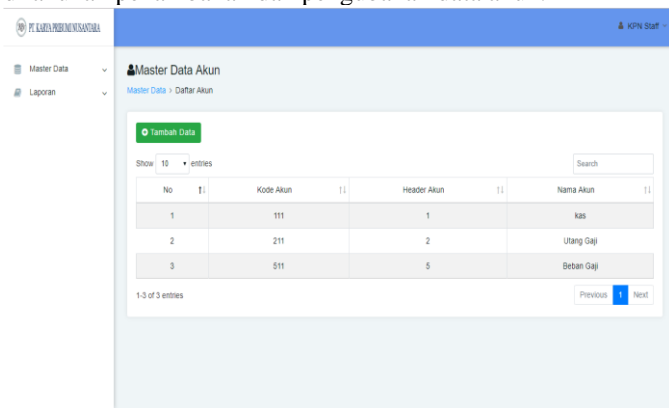 PT. KARYA PRIBUMI NUSANTARA
KPN Staff
Master Data
Laporan
Master Data Akun
Master Data > Daftar Akun
Tambah Data
Show 10 entries
Search
No Kode Akun Header Akun Nama Akun
1 111 1 kas
2 211 2 Utang Gaji
3 511 5 Beban Gaji
1-3 of 3 entries
Previous 1 Next